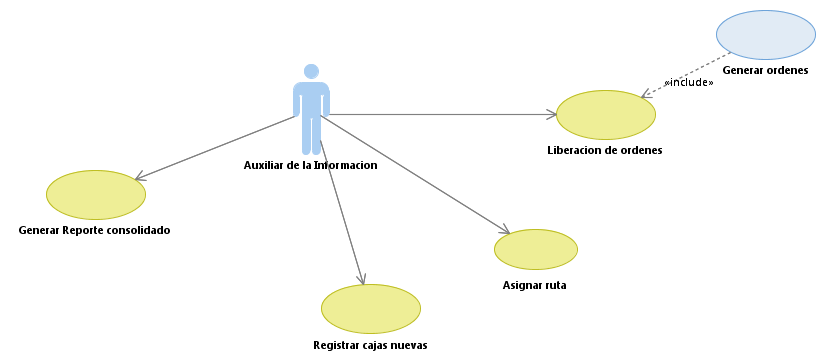 Generar ordenes
«include»
Liberacion de ordenes
Auxiliar de la Informacion
Generar Reporte consolidado
Asignar ruta
Registrar cajas nuevas